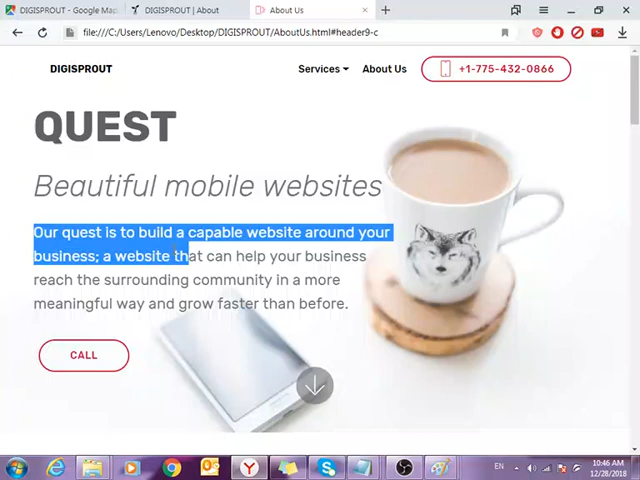 DIGISPROUT - Google Map
DIGISPROUT | About
About Us
file:///C:/Users/Lenovo/Desktop/DIGISPROUT/AboutUs.html#header9-c
DIGISPROUT
Services
About Us
+1-775-432-0866
QUEST
Beautiful mobile websites
Our quest is to build a capable website around your
business; a website that can help your business
reach the surrounding community in a more
meaningful way and grow faster than before.
CALL
EN
10:46 AM
12/28/2018